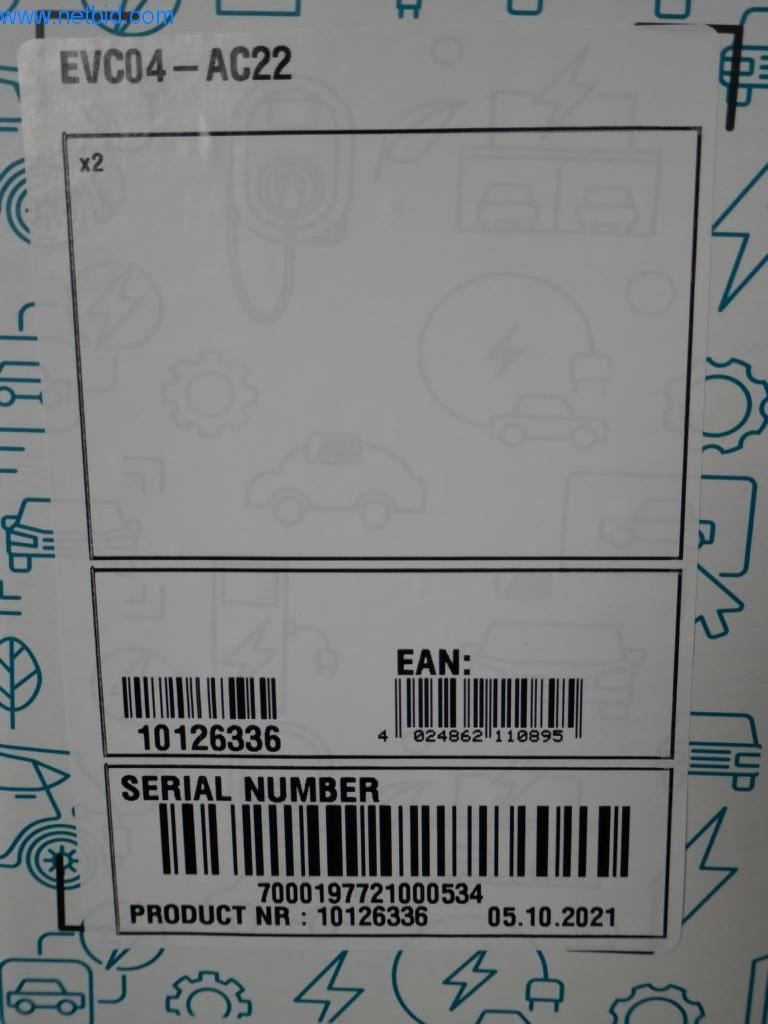 www.netbid.com
EVC04-AC22
x2
EAN:
10126336
4 024862 110895
SERIAL NUMBER
7000197721000534
PRODUCT NR : 10126336 05.10.2021